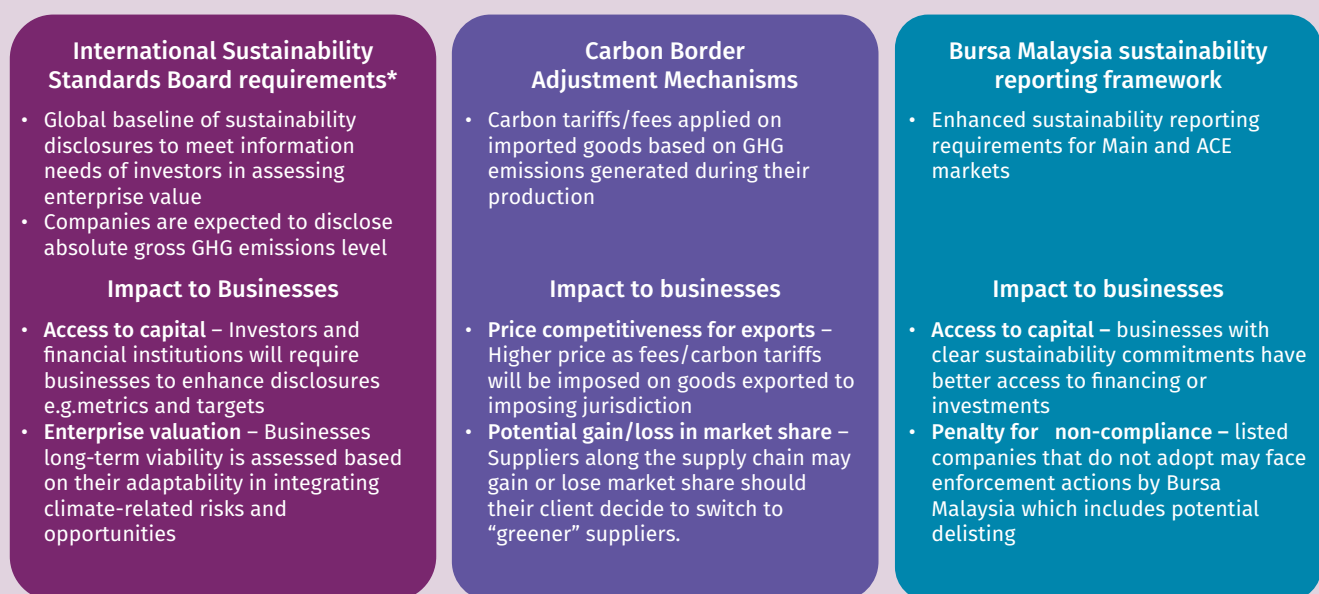 International Sustainability
Standards Board requirements*
• Global baseline of sustainability
disclosures to meet information
needs of investors in assessing
enterprise value
• Companies are expected to disclose
absolute gross GHG emissions level
Impact to Businesses
• Access to capital – Investors and
financial institutions will require
businesses to enhance disclosures
e.g.metrics and targets
• Enterprise valuation – Businesses
long-term viability is assessed based
on their adaptability in integrating
climate-related risks and
opportunities
Carbon Border
Adjustment Mechanisms
• Carbon tariffs/fees applied on
imported goods based on GHG
emissions generated during their
production
Impact to businesses
• Price competitiveness for exports –
Higher price as fees/carbon tariffs
will be imposed on goods exported to
imposing jurisdiction
• Potential gain/loss in market share –
Suppliers along the supply chain may
gain or lose market share should
their client decide to switch to
“greener” suppliers.
Bursa Malaysia sustainability
reporting framework
• Enhanced sustainability reporting
requirements for Main and ACE
markets
Impact to businesses
• Access to capital – businesses with
clear sustainability commitments have
better access to financing or
investments
• Penalty for non-compliance – listed
companies that do not adopt may face
enforcement actions by Bursa
Malaysia which includes potential
delisting